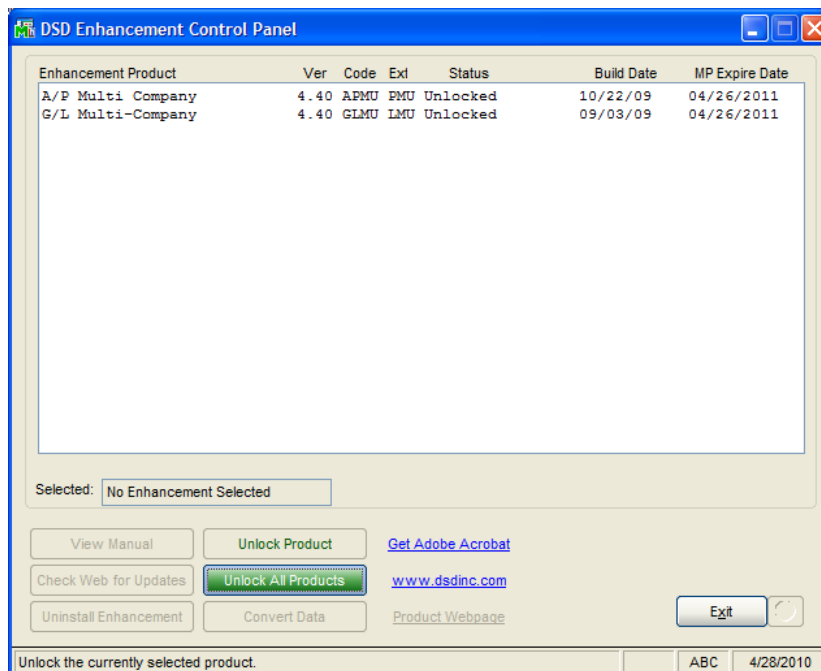 DSD Enhancement Control Panel
Enhancement Product Ver Code Ext Status Build Date MP Expire Date
A/P Multi Company 4.40 APMU PMU Unlocked 10/22/09 04/26/2011
G/L Multi-Company 4.40 GLMU LMU Unlocked 09/03/09 04/26/2011
Selected: No Enhancement Selected
View Manual Unlock Product Get Adobe Acrobat
Check Web for Updates Unlock All Products www.dsdinc.com
Uninstall Enhancement Convert Data Product Webpage Exit
Unlock the currently selected product. ABC 4/28/2010